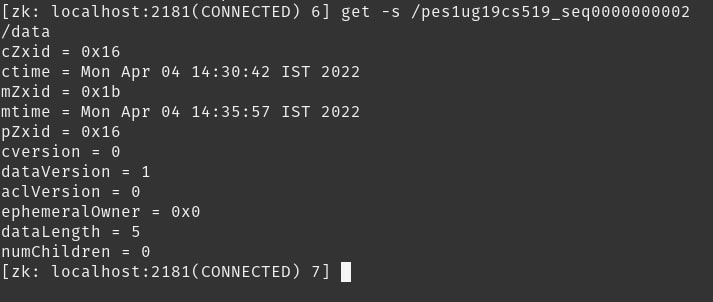 [zk: localhost:2181(CONNECTED) 6] get -s /pes1ug19cs519_seq0000000002
/data
cZxid = 0x16
ctime = Mon Apr 04 14:30:42 IST 2022
mZxid = 0x1b
mtime = Mon Apr 04 14:35:57 IST 2022
pZxid = 0x16
cversion = 0
dataVersion = 1
aclVersion = 0
ephemeralOwner = 0x0
dataLength = 5
numChildren = 0
[zk: localhost:2181(CONNECTED) 7]